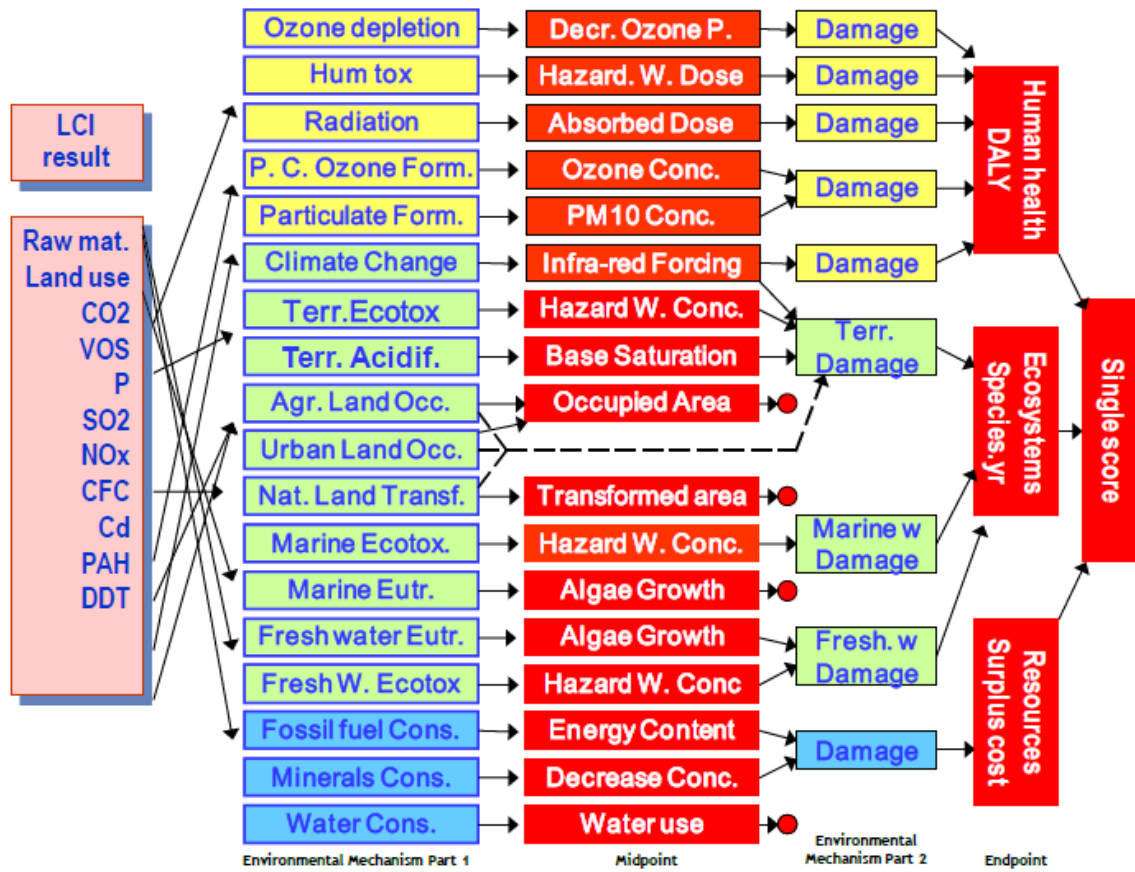 LCI
result
Raw mat.
Land use
CO2
VOS
P
SO2
NOx
CFC
Cd
PAH
DDT
Ozone depletion
Hum tox
Radiation
P. C. Ozone Form.
Particulate Form.
Climate Change
Terr.Ecotox
Terr. Acidif.
Agr. Land Occ.
Urban Land Occ.
Nat. Land Transf.
Marine Ecotox.
Marine Eutr.
Freshwater Eutr.
Fresh W. Ecotox
Fossil fuel Cons.
Minerals Cons.
Water Cons.
Environmental Mechanism Part 1
Decr. Ozone P.
Hazard. W. Dose
Absorbed Dose
Ozone Conc.
PM10 Conc.
Infra-red Forcing
Hazard W. Conc.
Base Saturation
Occupied Area
Transformed area
Hazard W. Conc.
Algae Growth
Algae Growth
Hazard W. Conc
Energy Content
Decrease Conc.
Water use
Midpoint
Damage
Damage
Damage
Damage
Damage
Terr.
Damage
Marine w
Damage
Fresh. w
Damage
Damage
Environmental
Mechanism Part 2
Human health
DALY
Ecosystems
Species.yr
Resources
Surplus cost
Endpoint
Single score